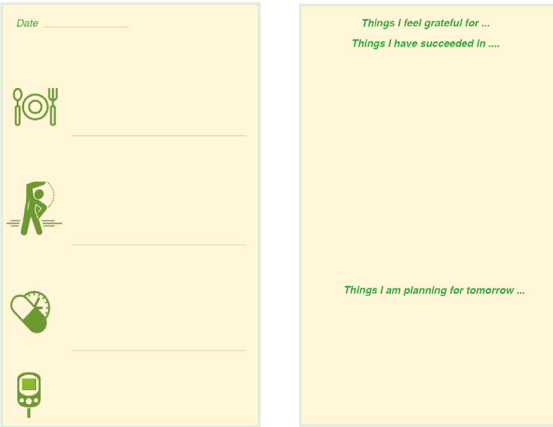 Date
Things I feel grateful for ...
Things I have succeeded in ....
Things I am planning for tomorrow ...